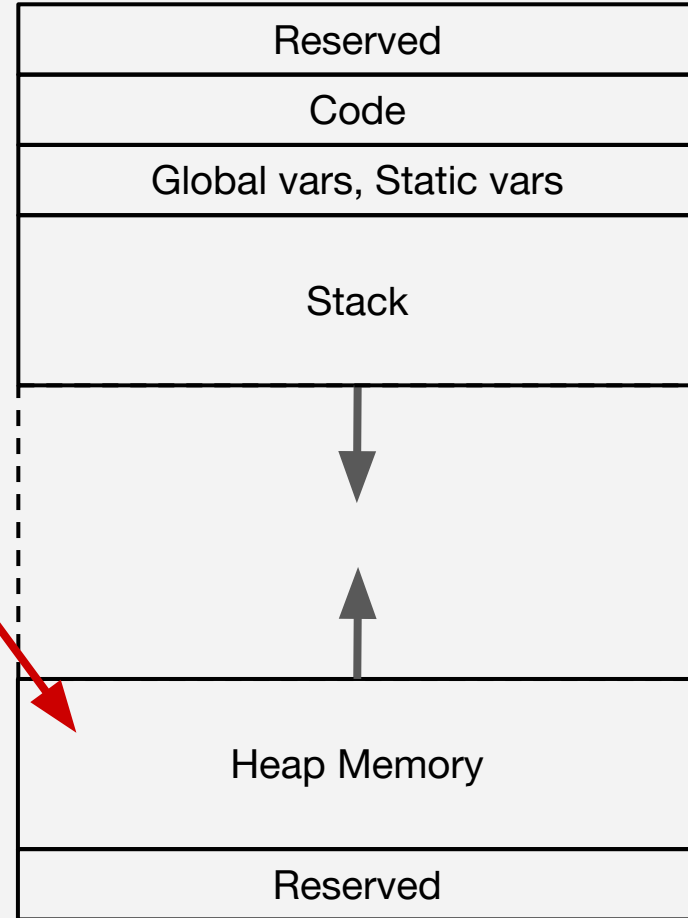 Reserved
Code
Global vars, Static vars
Stack
Heap Memory
Reserved